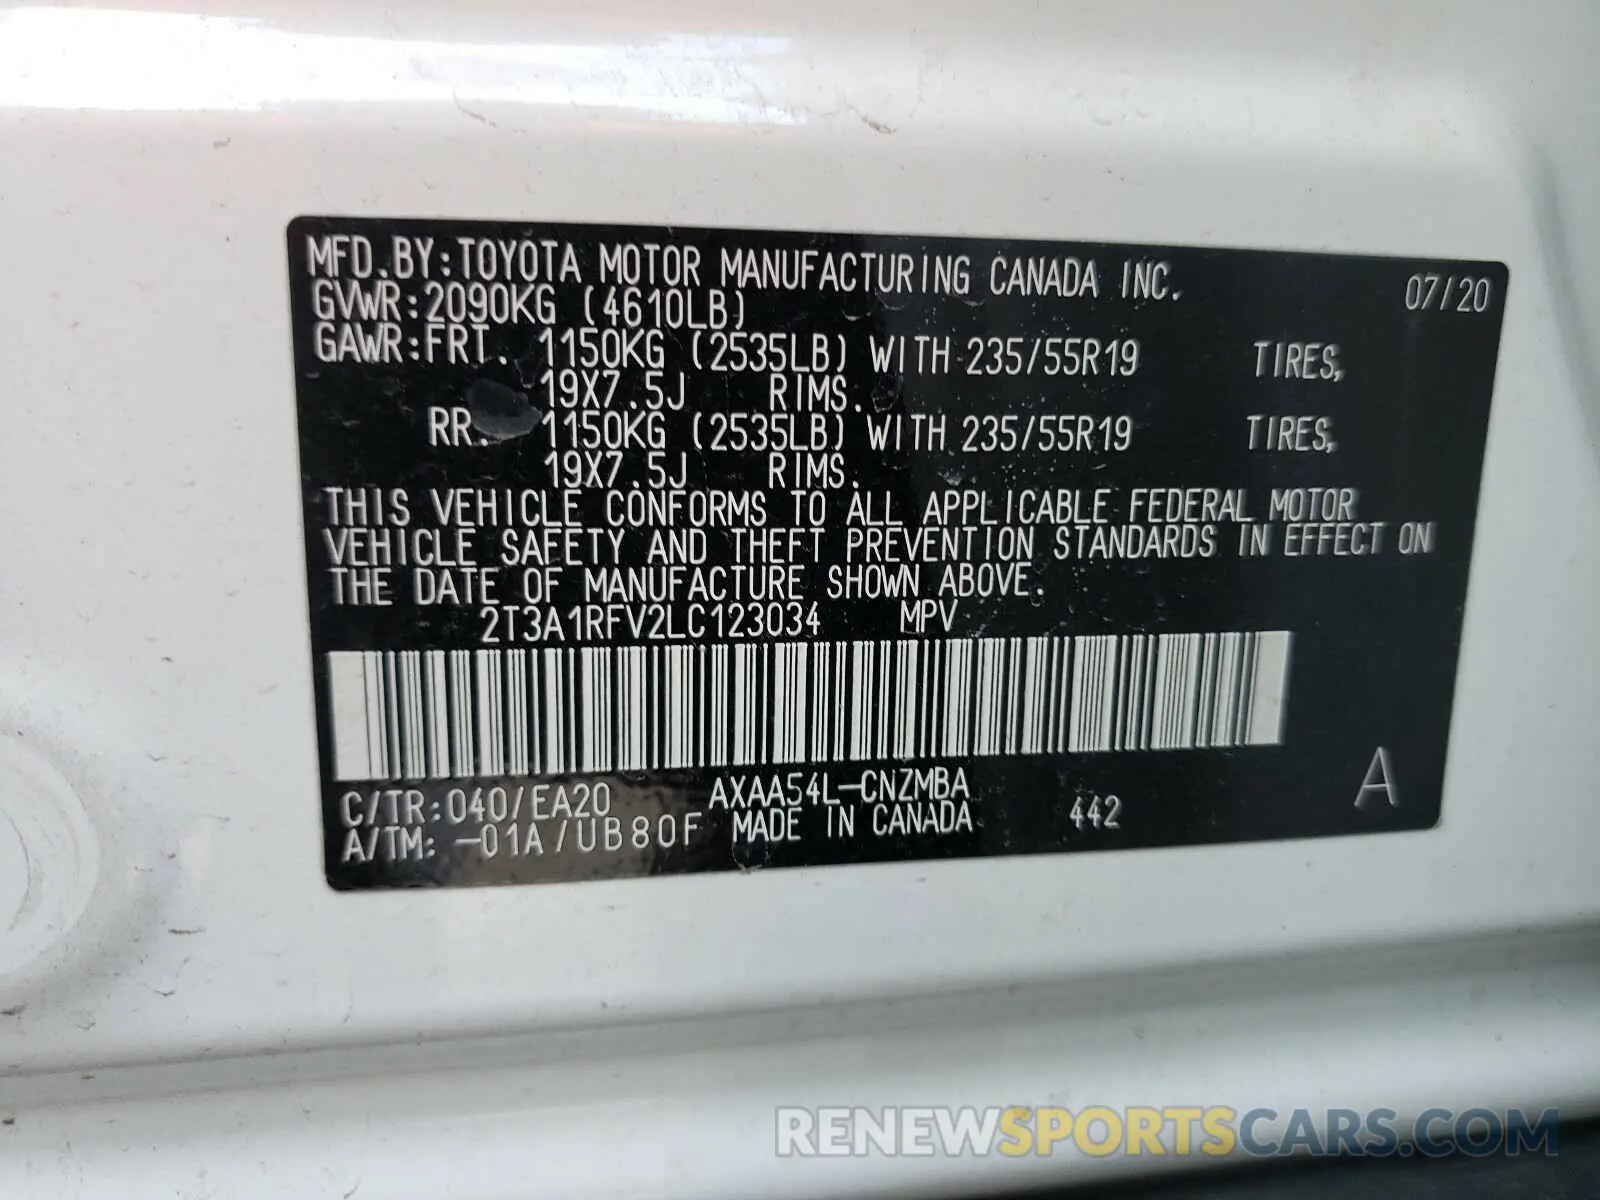 MFD.BY:TOYOTA MOTOR MANUFACTURING CANADA INC. 07/20
GVWR:2090KG (4610LB)
GAWR:FRT. 1150KG (2535LB) WITH 235/55R19 TIRES,
19X7.5J RIMS.
RR. 1150KG (2535LB) WITH 235/55R19 TIRES,
19X7.5J RIMS.
THIS VEHICLE CONFORMS TO ALL APPLICABLE FEDERAL MOTOR
VEHICLE SAFETY AND THEFT PREVENTION STANDARDS IN EFFECT ON
THE DATE OF MANUFACTURE SHOWN ABOVE.
2T3A1RFV2LC123034 MPV
C/TR:040/EA20 AXAA54L-CNZMBA A
A/TM: -01A/UB80F MADE IN CANADA 442
RENEWSPORTSCARS.COM